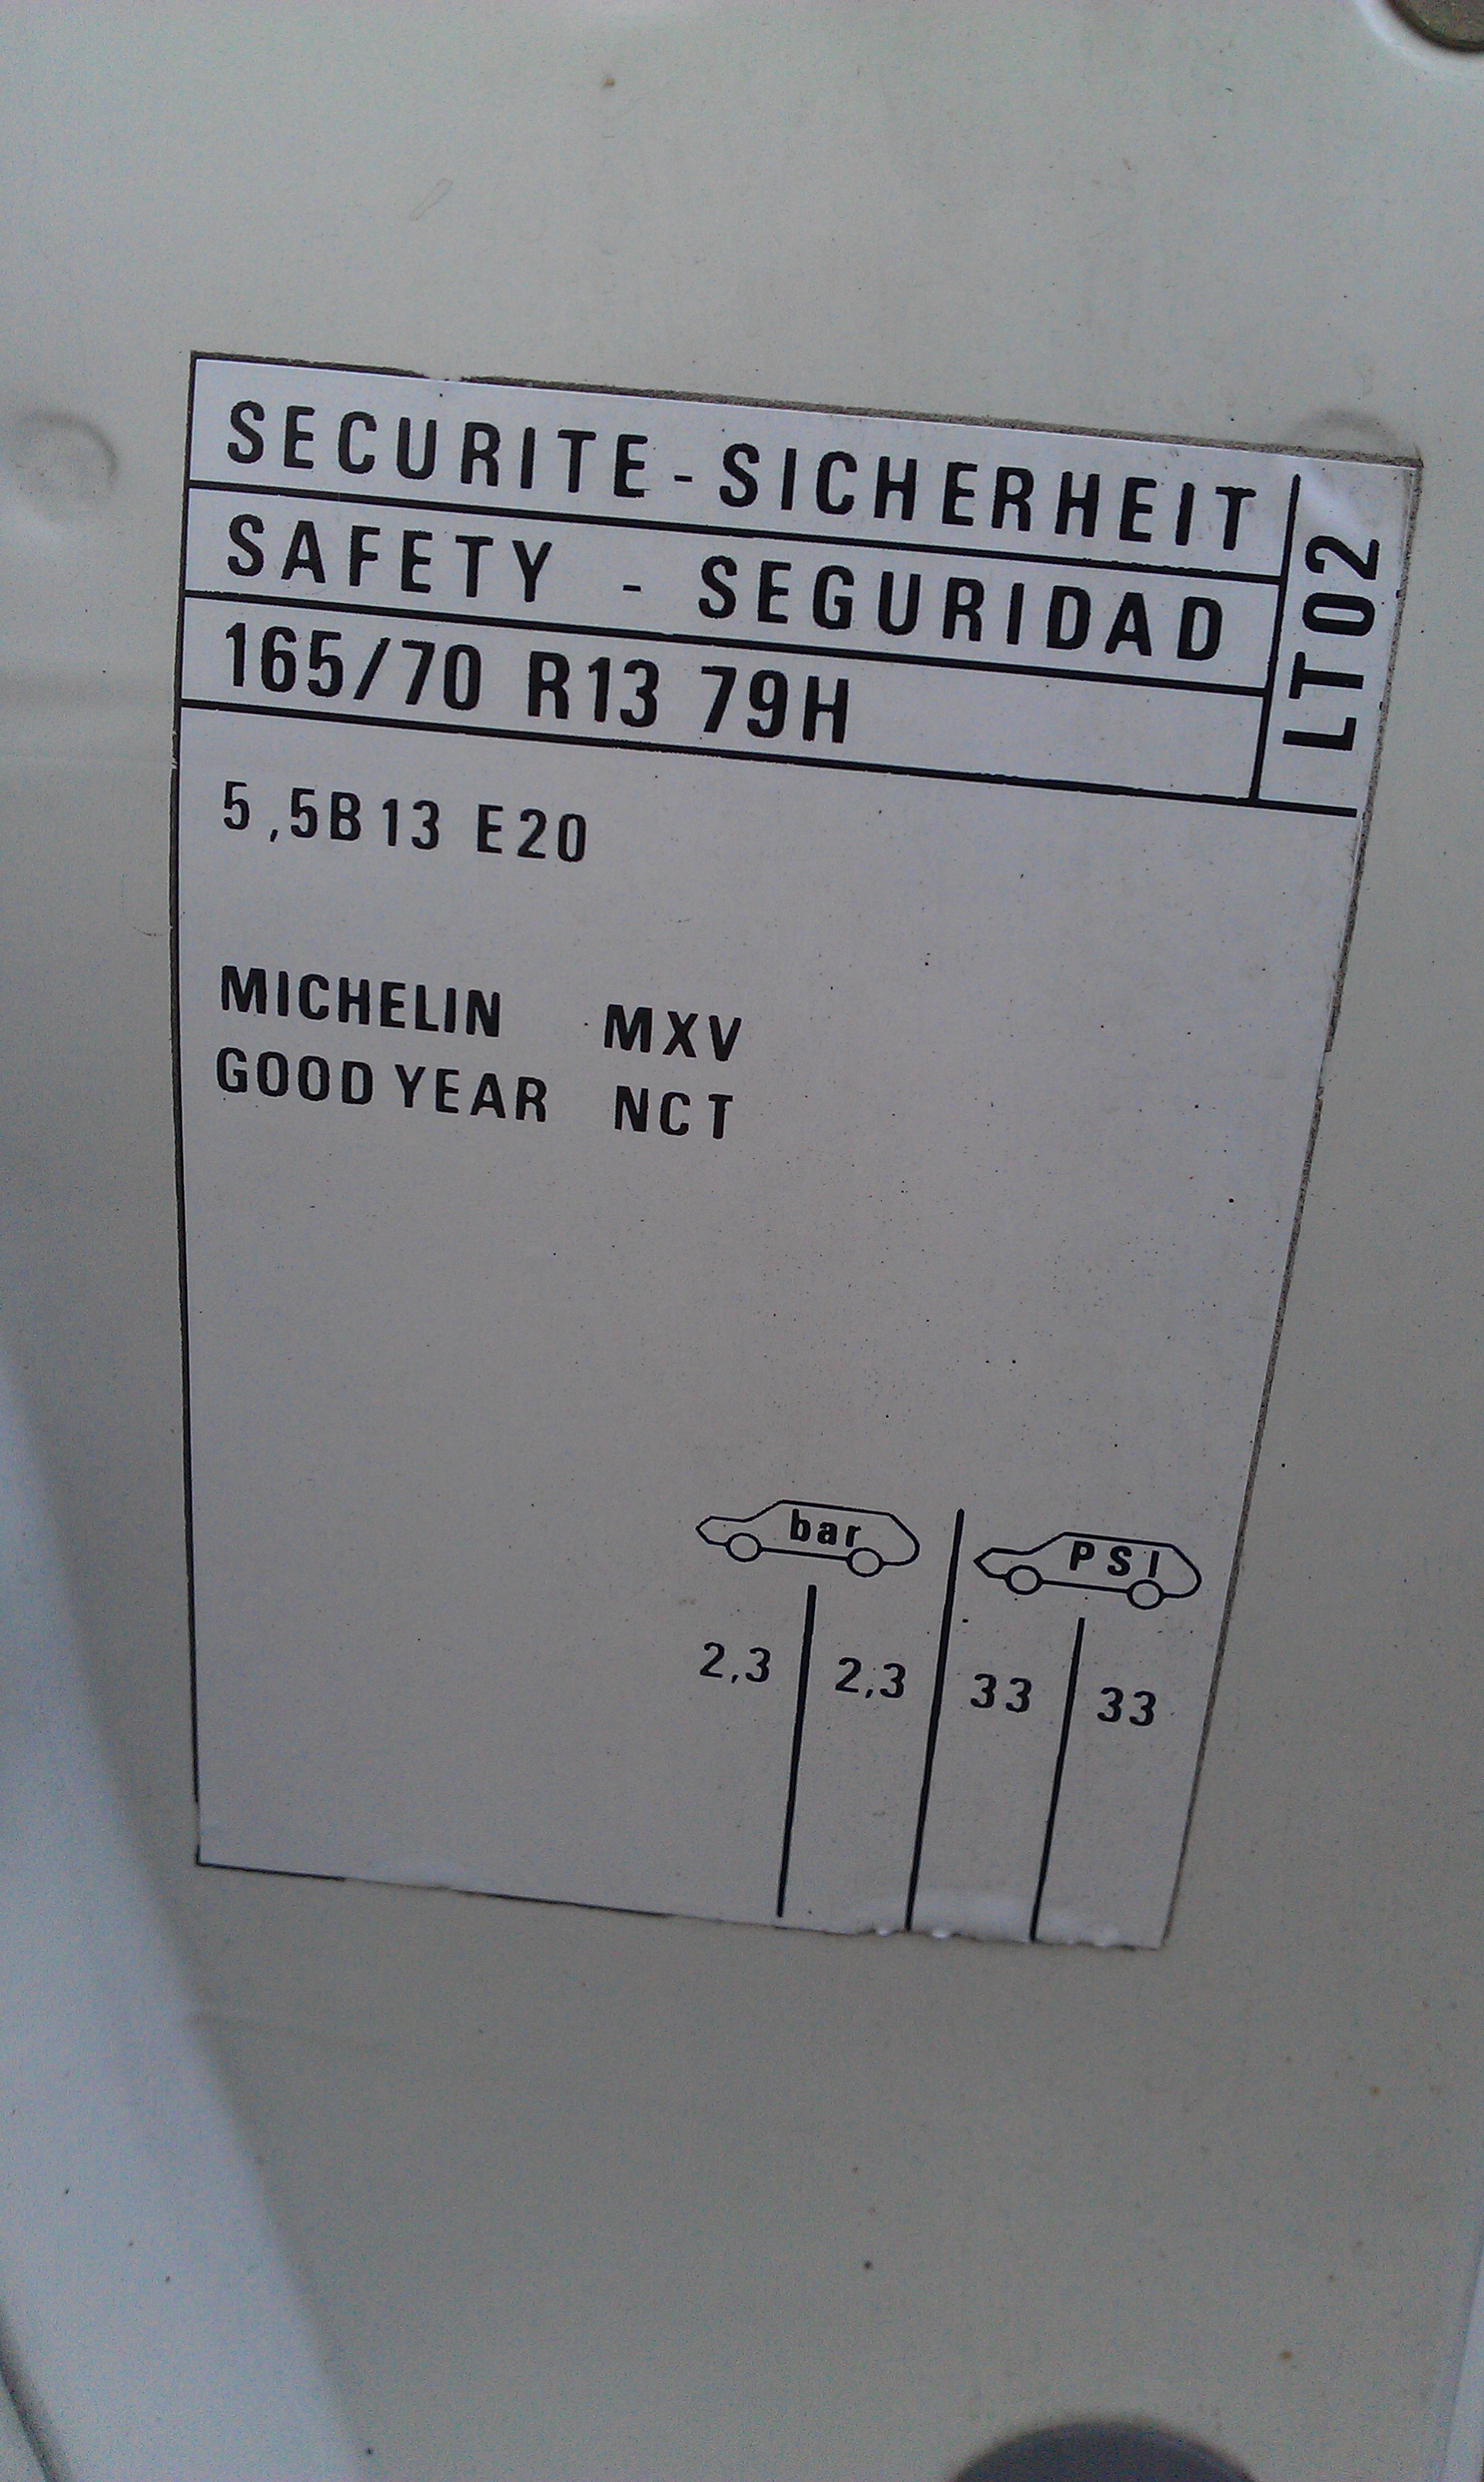 SECURITE - SICHERHEIT
SAFETY - SEGURIDAD
LT02
165/70 R13 79H
5,5B13 E20
MICHELIN MXV
GOOD YEAR NCT
bar PSI
2,3 2,3 33 33